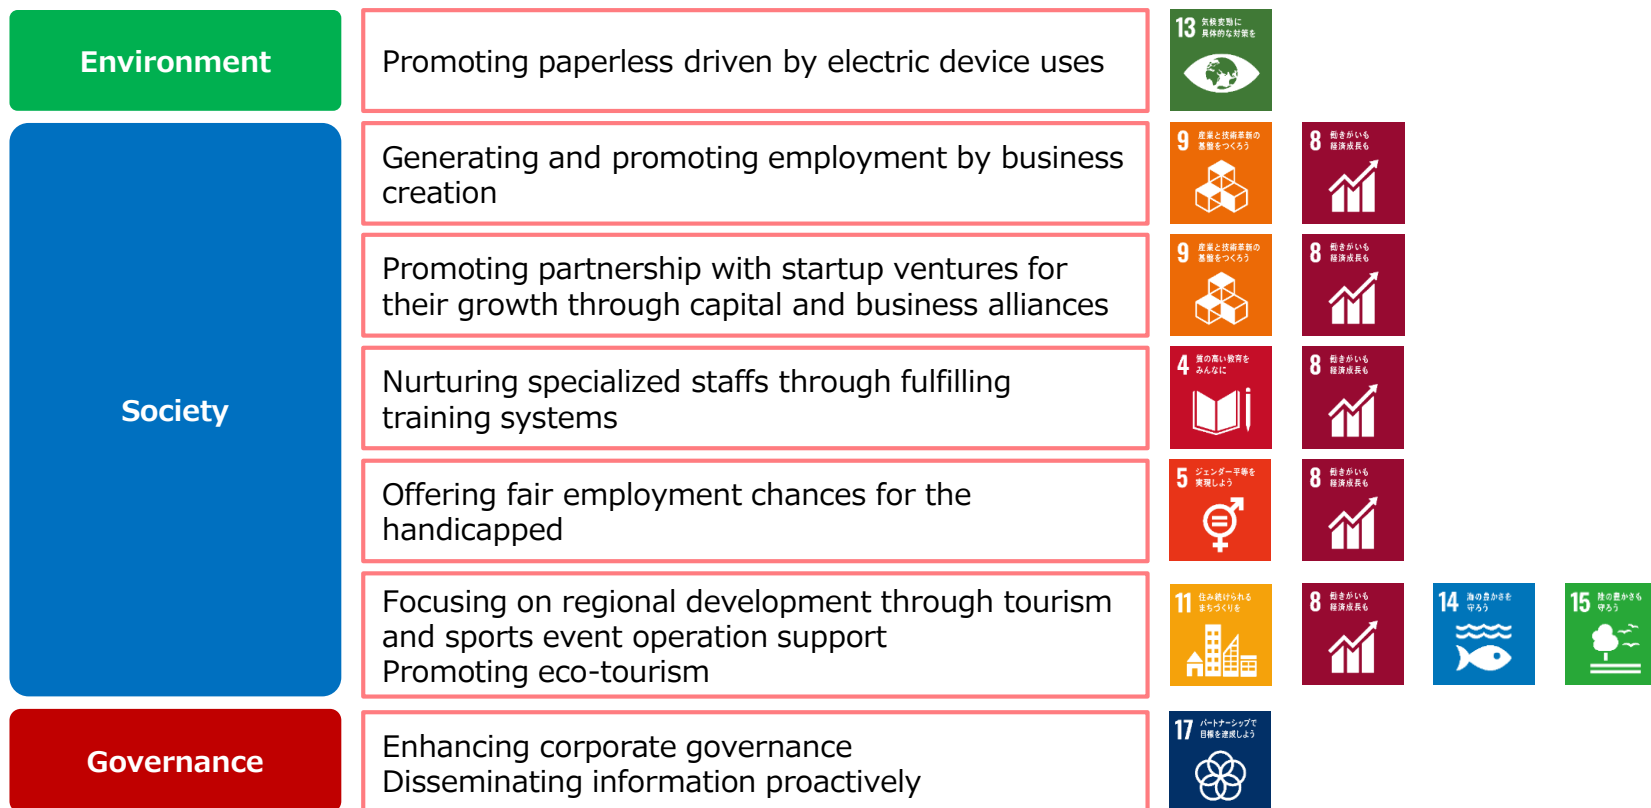 Environment
Promoting paperless driven by electric device uses
13 気候変動に
具体的な対策を
Society
Generating and promoting employment by business
creation
9 産業と技術革新の
基盤をつくろう
8 働きがいも
経済成長も
Promoting partnership with startup ventures for
their growth through capital and business alliances
9 産業と技術革新の
基盤をつくろう
8 働きがいも
経済成長も
Nurturing specialized staffs through fulfilling
training systems
4 質の高い教育を
みんなに
8 働きがいも
経済成長も
Offering fair employment chances for the
handicapped
5 ジェンダー平等を
実現しよう
8 働きがいも
経済成長も
Focusing on regional development through tourism
and sports event operation support
Promoting eco-tourism
11 住み続けられる
まちづくりを
8 働きがいも
経済成長も
14 海の豊かさを
守ろう
15 陸の豊かさも
守ろう
Governance
Enhancing corporate governance
Disseminating information proactively
17 パートナーシップで
目標を達成しよう